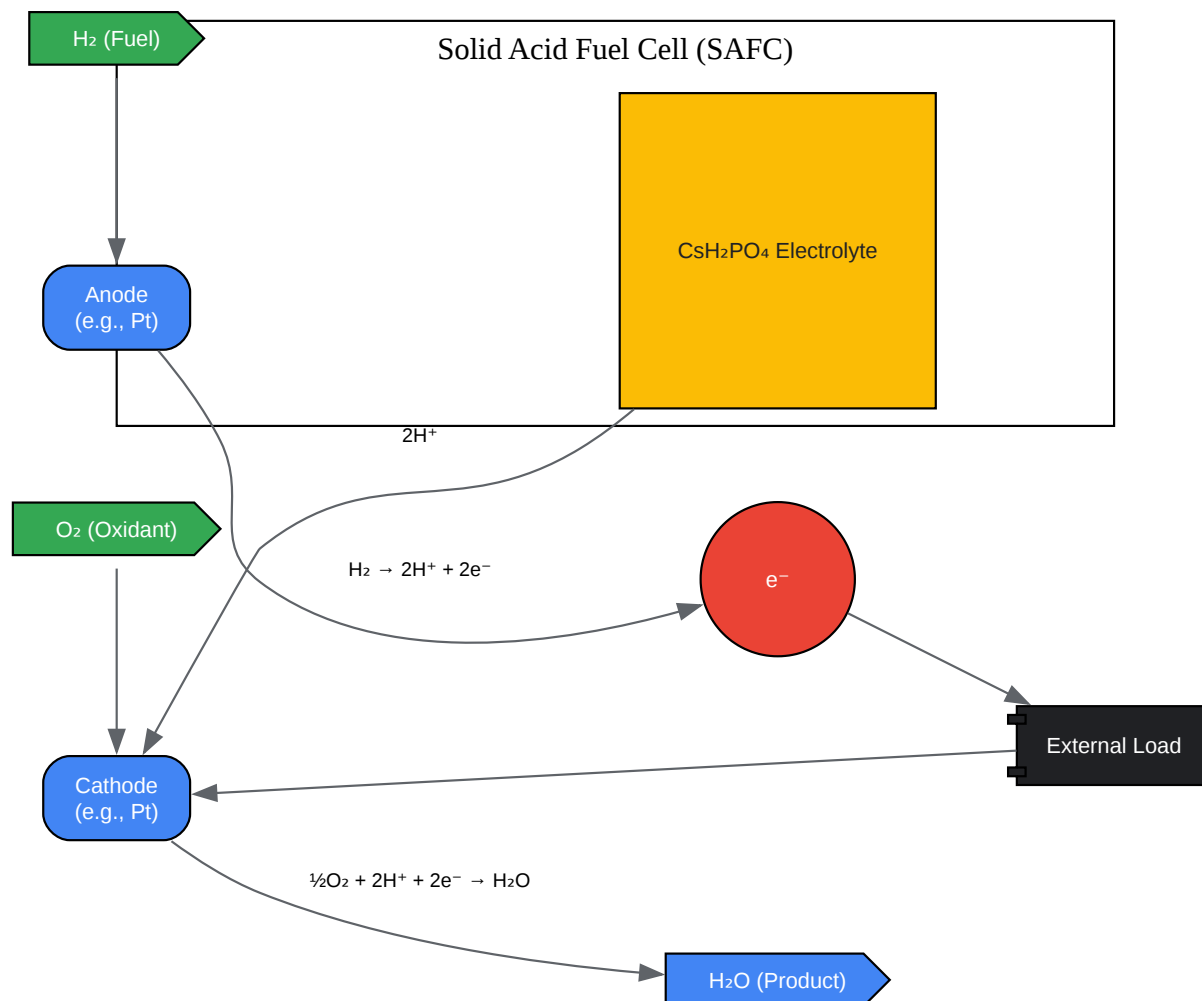 H₂ (Fuel)
Solid Acid Fuel Cell (SAFC)
CsH₂PO₄ Electrolyte
Anode
(e.g., Pt)
2H⁺
O₂ (Oxidant)
H₂ → 2H⁺ + 2e⁻
e⁻
External Load
Cathode
(e.g., Pt)
½O₂ + 2H⁺ + 2e⁻ → H₂O
H₂O (Product)